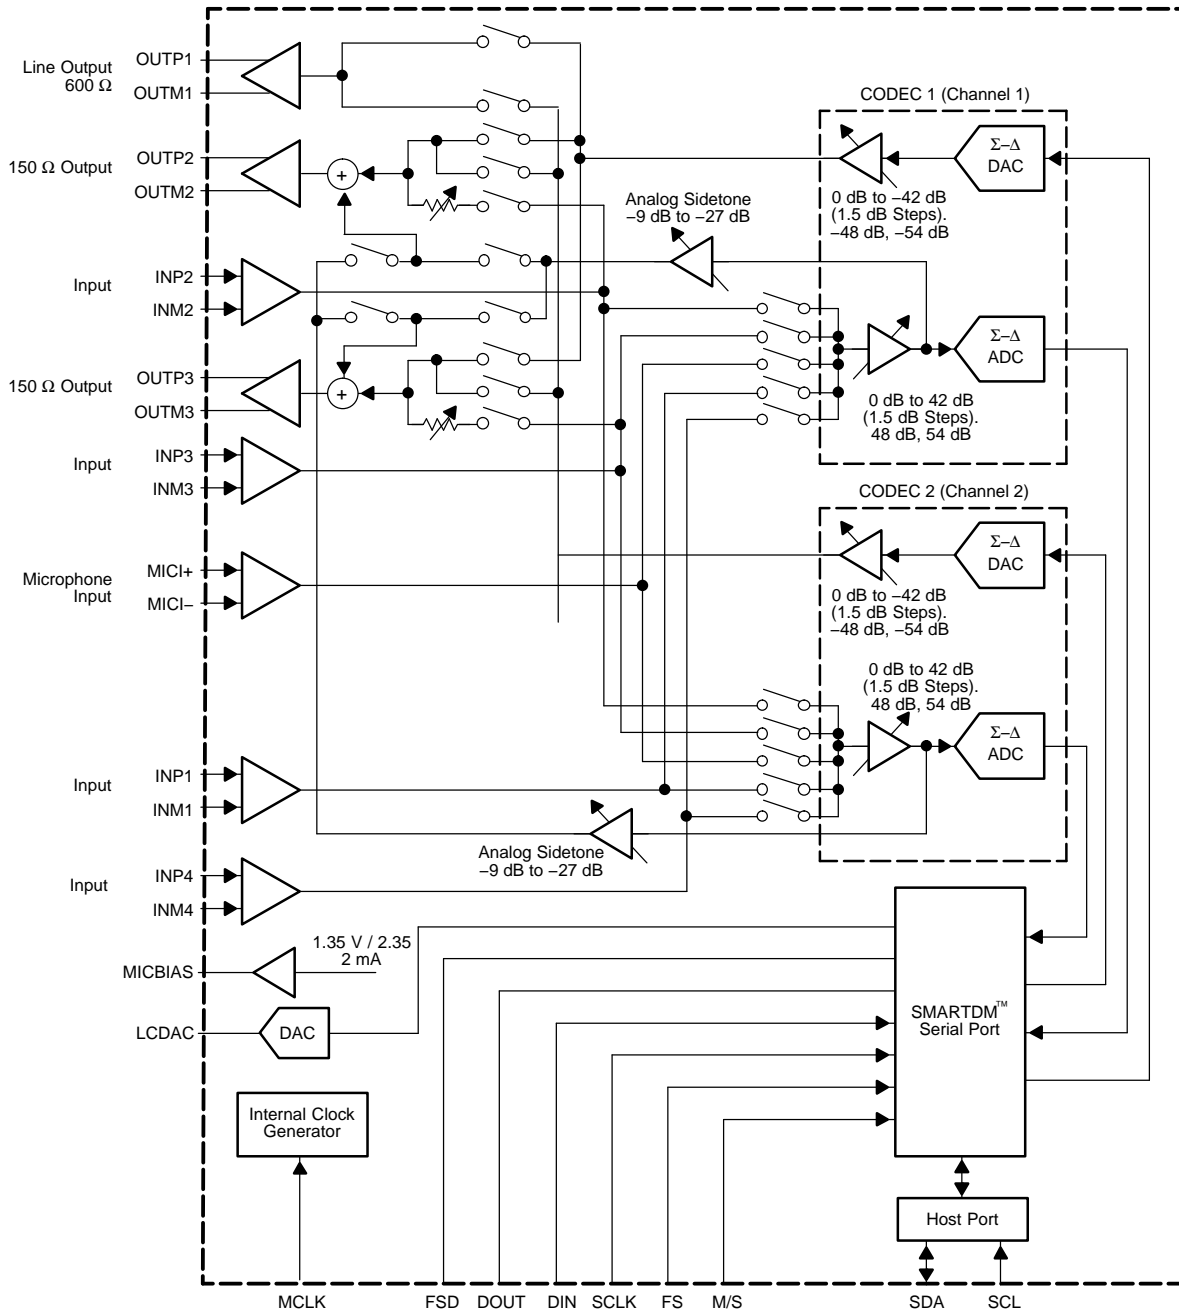 OUTP1
Line Output
600 Ω
OUTM1
CODEC 1 (Channel 1)
OUTP2
150 Ω Output
OUTM2
+
Σ–Δ
DAC
0 dB to –42 dB
(1.5 dB Steps).
–48 dB, –54 dB
Analog Sidetone
–9 dB to –27 dB
INP2
Input
INM2
Σ–Δ
ADC
0 dB to 42 dB
(1.5 dB Steps).
48 dB, 54 dB
OUTP3
150 Ω Output
OUTM3
+
INP3
Input
INM3
CODEC 2 (Channel 2)
Σ–Δ
DAC
0 dB to –42 dB
(1.5 dB Steps).
–48 dB, –54 dB
MICI+
Microphone
Input
MICI–
0 dB to 42 dB
(1.5 dB Steps).
48 dB, 54 dB
Σ–Δ
ADC
INP1
Input
INM1
Analog Sidetone
–9 dB to –27 dB
INP4
Input
INM4
1.35 V / 2.35
2 mA
MICBIAS
LCDAC
DAC
SMARTDM™
Serial Port
Internal Clock
Generator
Host Port
MCLK
FSD
DOUT
DIN
SCLK
FS
M/S
SDA
SCL